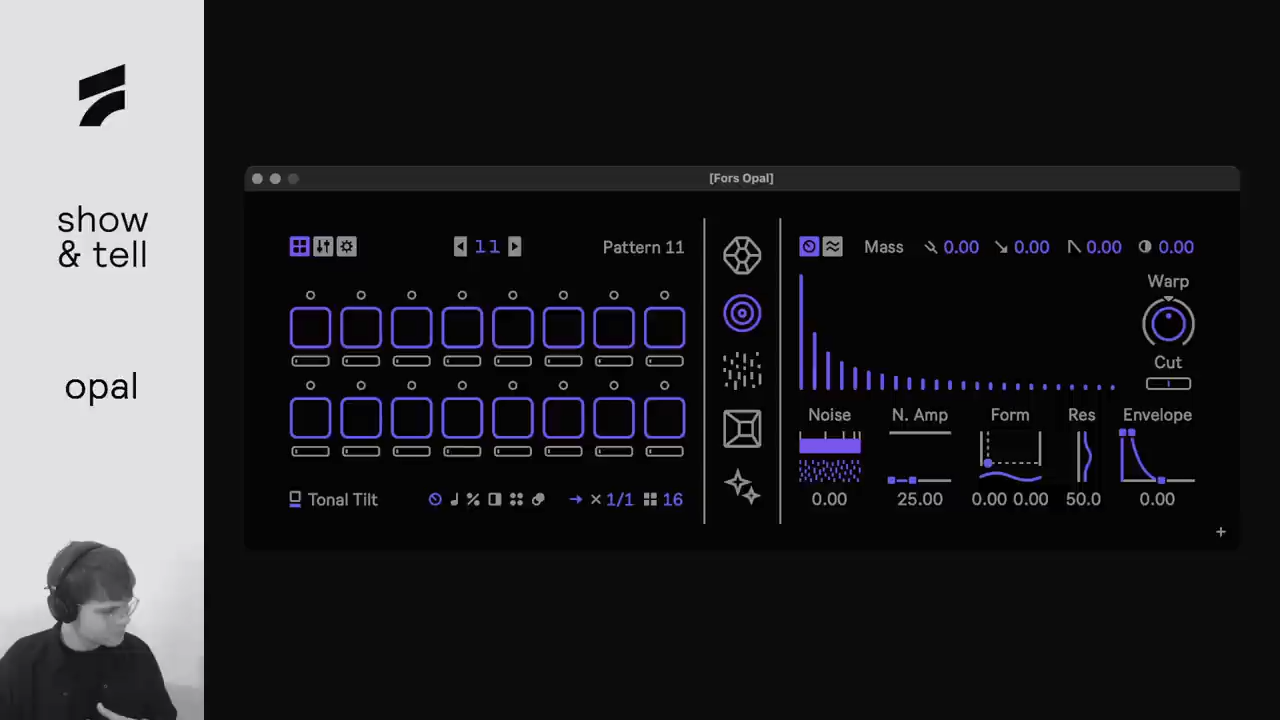 show
& tell
opal
[Fors Opal]
11
Pattern 11
Tonal Tilt
1/1
16
Mass 0.00 0.00 0.00 0.00
Warp
Cut
Noise N. Amp Form Res Envelope
0.00 25.00 0.00 0.00 50.0 0.00